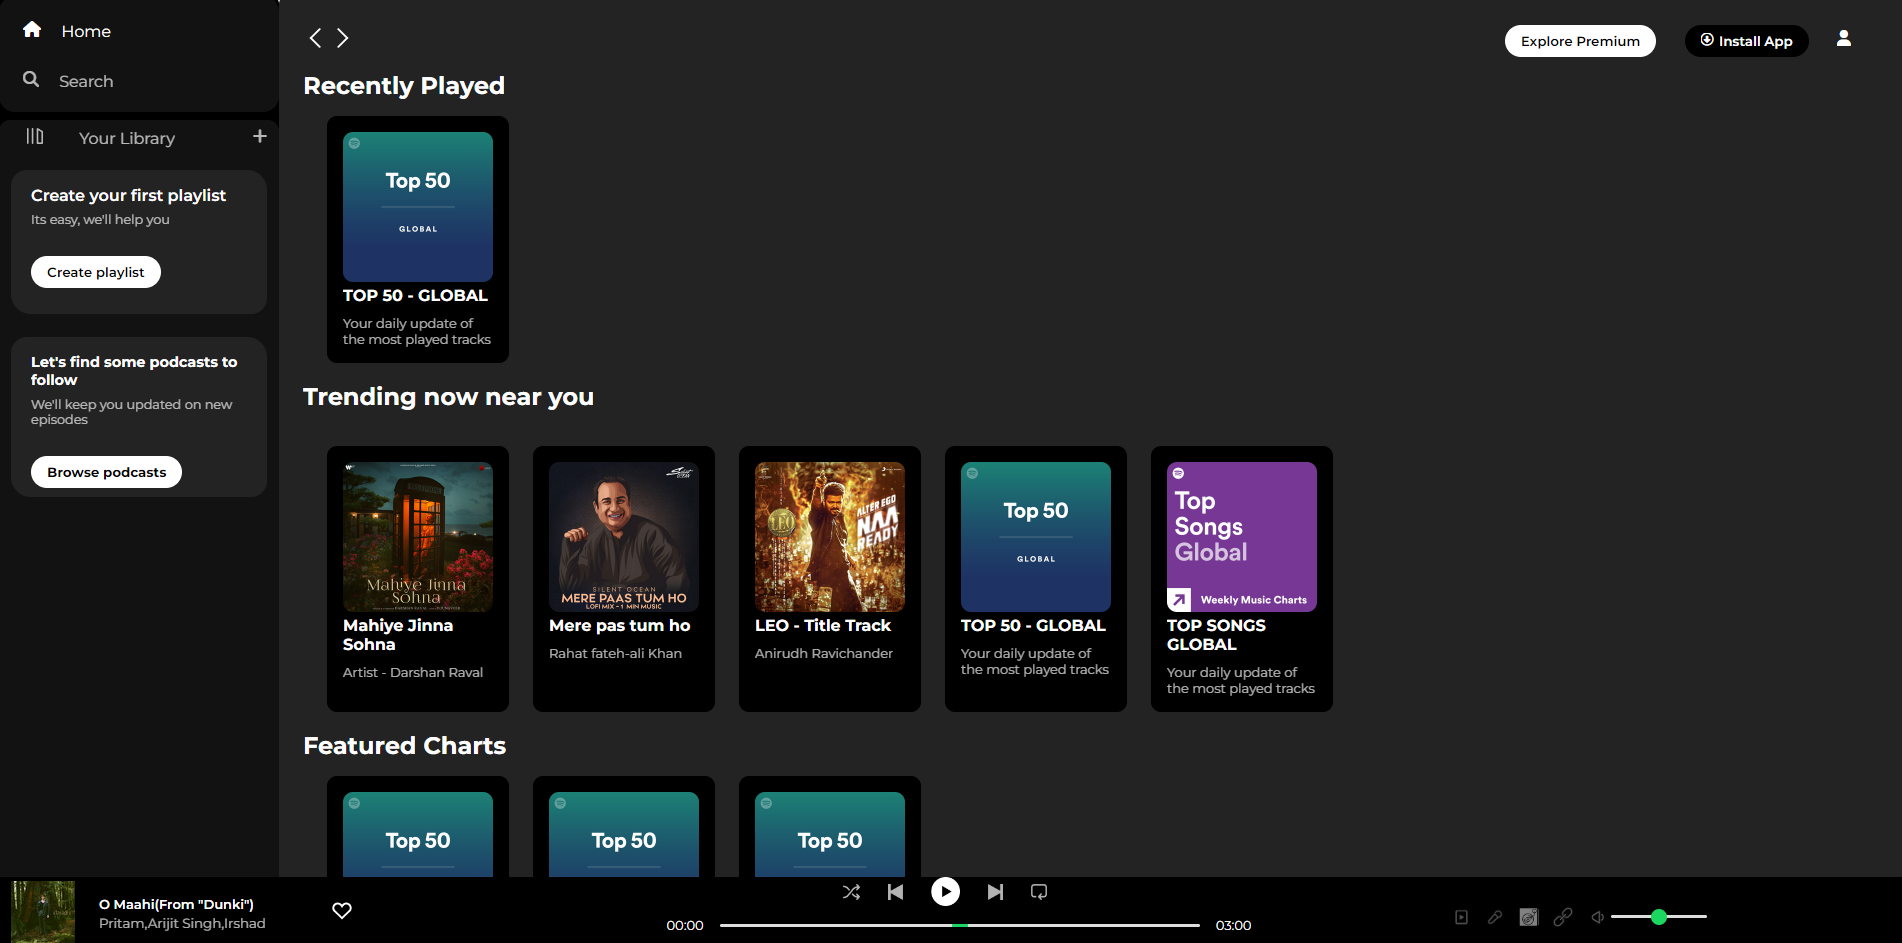 Home
Search
Your Library
Create your first playlist
Its easy, we'll help you
Create playlist
Let's find some podcasts to
follow
We'll keep you updated on new
episodes
Browse podcasts
Explore Premium
Install App
Recently Played
Top 50
GLOBAL
TOP 50 - GLOBAL
Your daily update of
the most played tracks
Trending now near you
Mahiye Jinna
Sohna
Mahiye Jinna
Sohna
Artist - Darshan Raval
SILENT OCEAN
MERE PAAS TUM HO
LOFI MIX - 1 MIN MUSIC
Mere pas tum ho
Rahat fateh-ali Khan
LEO
ALTER EGO
NAA
READY
LEO - Title Track
Anirudh Ravichander
Top 50
GLOBAL
TOP 50 - GLOBAL
Your daily update of
the most played tracks
Top
Songs
Global
Weekly Music Charts
TOP SONGS
GLOBAL
Your daily update of
the most played tracks
Featured Charts
Top 50
Top 50
Top 50
O Maahi(From "Dunki")
Pritam,Arijit Singh,Irshad
00:00
03:00